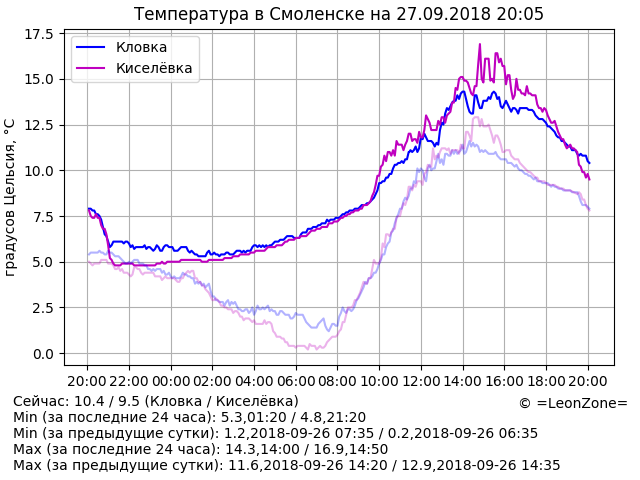 Температура в Смоленске на 27.09.2018 20:05
17.5
15.0
12.5
10.0
7.5
5.0
2.5
0.0
градусов Цельсия, °C
Кловка
Киселёвка
20:00 22:00 00:00 02:00 04:00 06:00 08:00 10:00 12:00 14:00 16:00 18:00 20:00
Сейчас: 10.4 / 9.5 (Кловка / Киселёвка)
© =LeonZone=
Min (за последние 24 часа): 5.3,01:20 / 4.8,21:20
Min (за предыдущие сутки): 1.2,2018-09-26 07:35 / 0.2,2018-09-26 06:35
Max (за последние 24 часа): 14.3,14:00 / 16.9,14:50
Max (за предыдущие сутки): 11.6,2018-09-26 14:20 / 12.9,2018-09-26 14:35